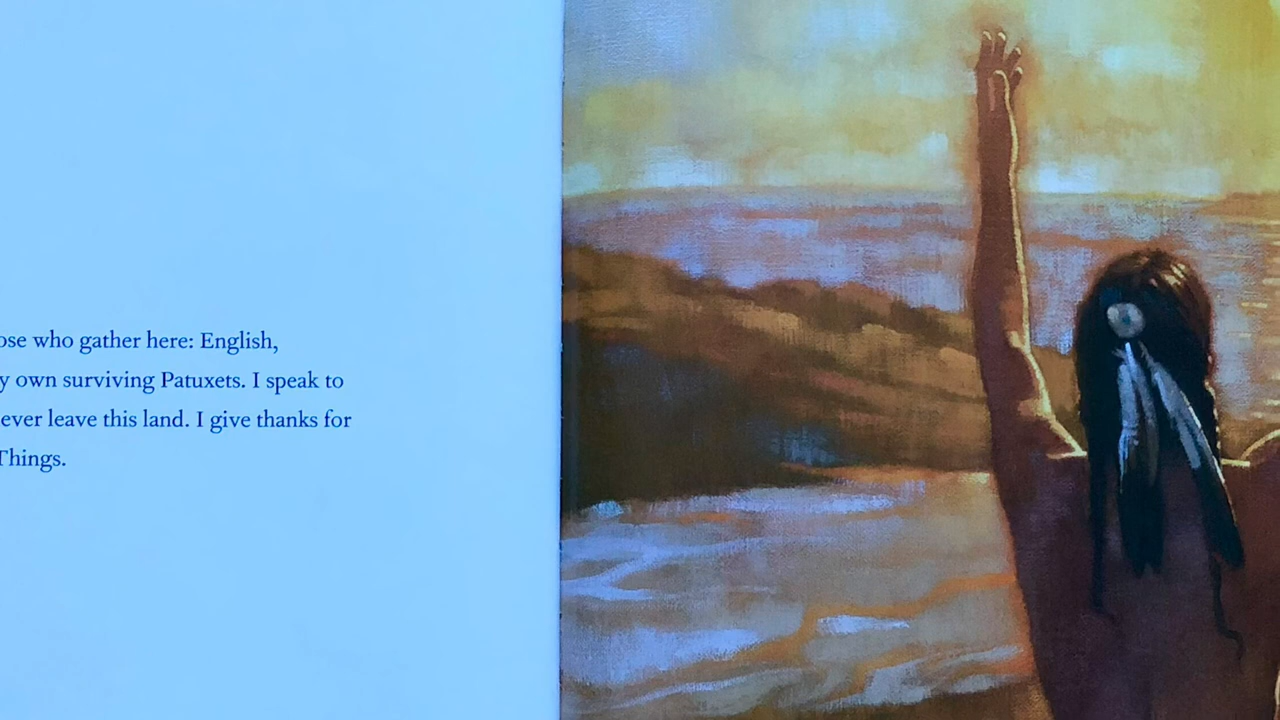 ose who gather here: English,
y own surviving Patuxets. I speak to
ever leave this land. I give thanks for
Things.